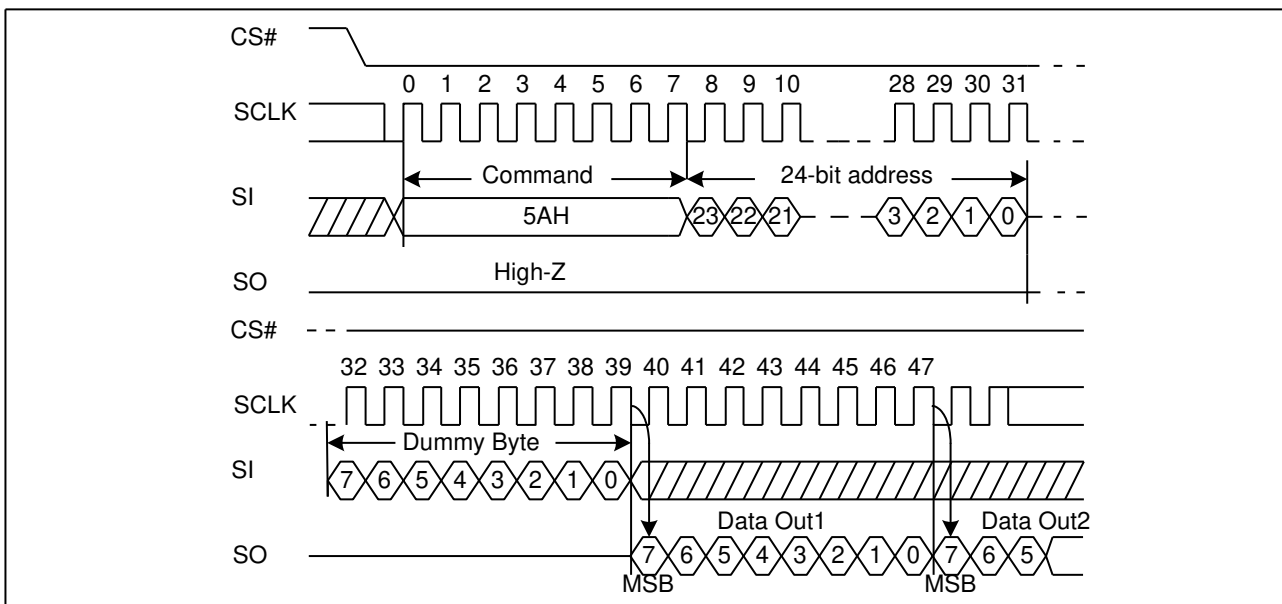 CS#
0 1 2 3 4 5 6 7 8 9 10 28 29 30 31
SCLK
Command 24-bit address
SI
5AH 23 22 21 3 2 1 0
High-Z
SO
CS#
32 33 34 35 36 37 38 39 40 41 42 43 44 45 46 47
SCLK
Dummy Byte
SI
7 6 5 4 3 2 1 0
Data Out1 Data Out2
SO
7 6 5 4 3 2 1 0 7 6 5
MSB MSB